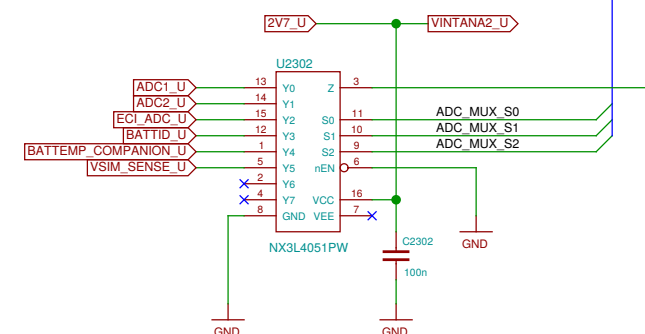 2V7_U VINTANA2_U
U2302
ADC1_U 13 Y0 Z 3
ADC2_U 14 Y1
ECI_ADC_U 15 Y2 S0 11 ADC_MUX_S0
BATTID_U 12 Y3 S1 10 ADC_MUX_S1
BATTEMP_COMPANION_U 1 Y4 S2 9 ADC_MUX_S2
VSIM_SENSE_U 5 Y5 nEN 6
2 Y6
4 Y7 VCC 16
8 GND VEE 7
NX3L4051PW
GND
C2302
100n
GND
GND